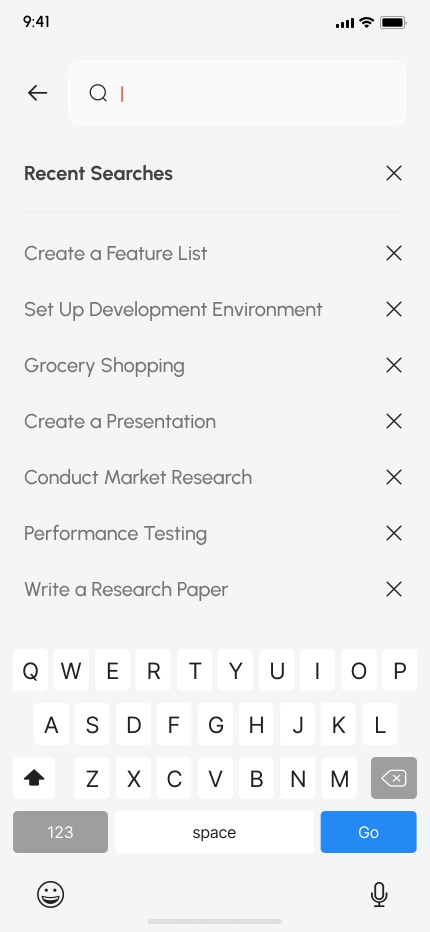 9:41
Recent Searches
Create a Feature List
Set Up Development Environment
Grocery Shopping
Create a Presentation
Conduct Market Research
Performance Testing
Write a Research Paper
Q W E R T Y U I O P
A S D F G H J K L
Z X C V B N M
123 space Go